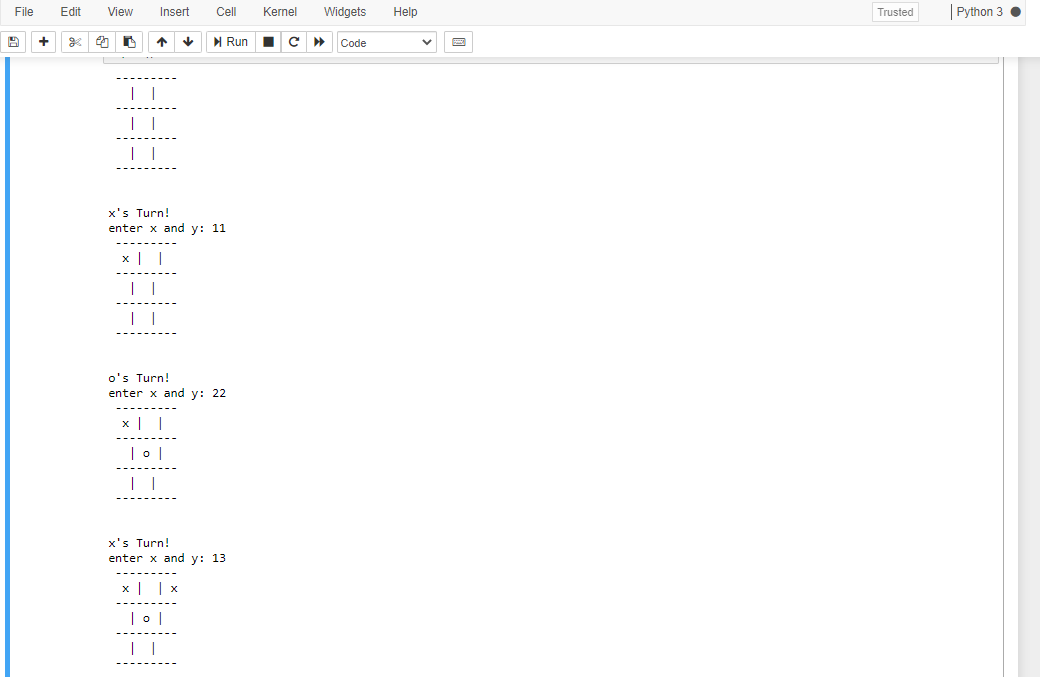 File Edit View Insert Cell Kernel Widgets Help Trusted Python 3
Run Code
---------
| |
---------
| |
---------
| |
---------
x's Turn!
enter x and y: 11
---------
x | |
---------
| |
---------
| |
---------
o's Turn!
enter x and y: 22
---------
x | |
---------
| o |
---------
| |
---------
x's Turn!
enter x and y: 13
---------
x | | x
---------
| o |
---------
| |
---------